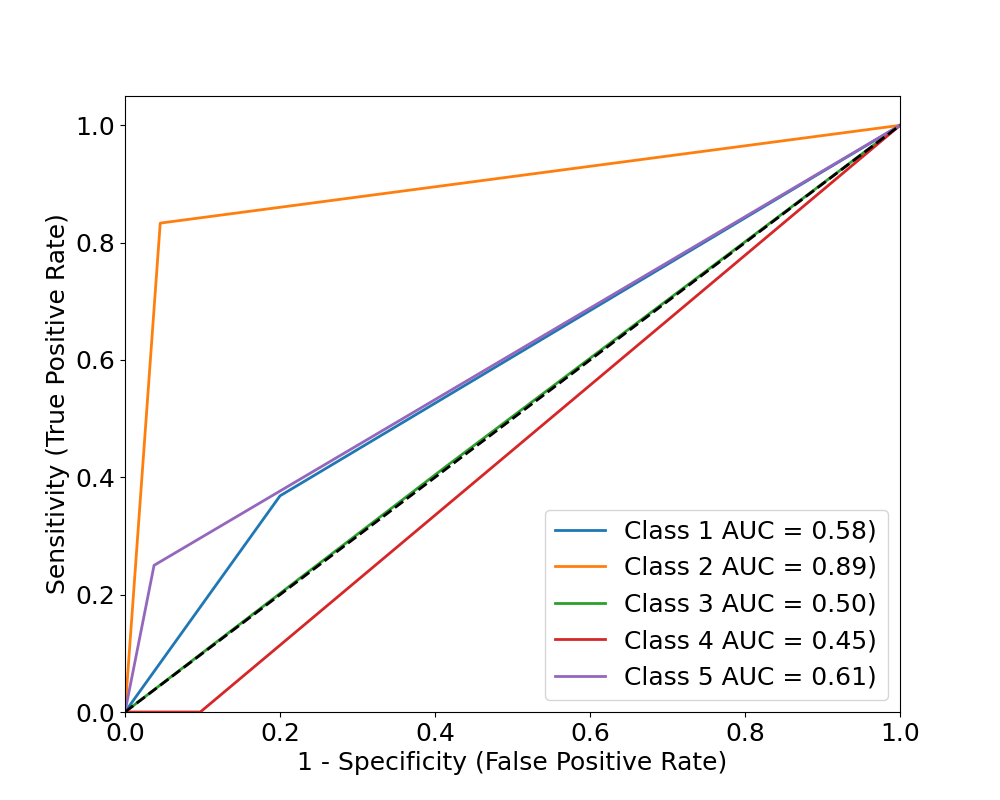 1.0
0.8
0.6
0.4
0.2
0.0
Sensitivity (True Positive Rate)
Class 1 AUC = 0.58)
Class 2 AUC = 0.89)
Class 3 AUC = 0.50)
Class 4 AUC = 0.45)
Class 5 AUC = 0.61)
0.0 0.2 0.4 0.6 0.8 1.0
1 - Specificity (False Positive Rate)